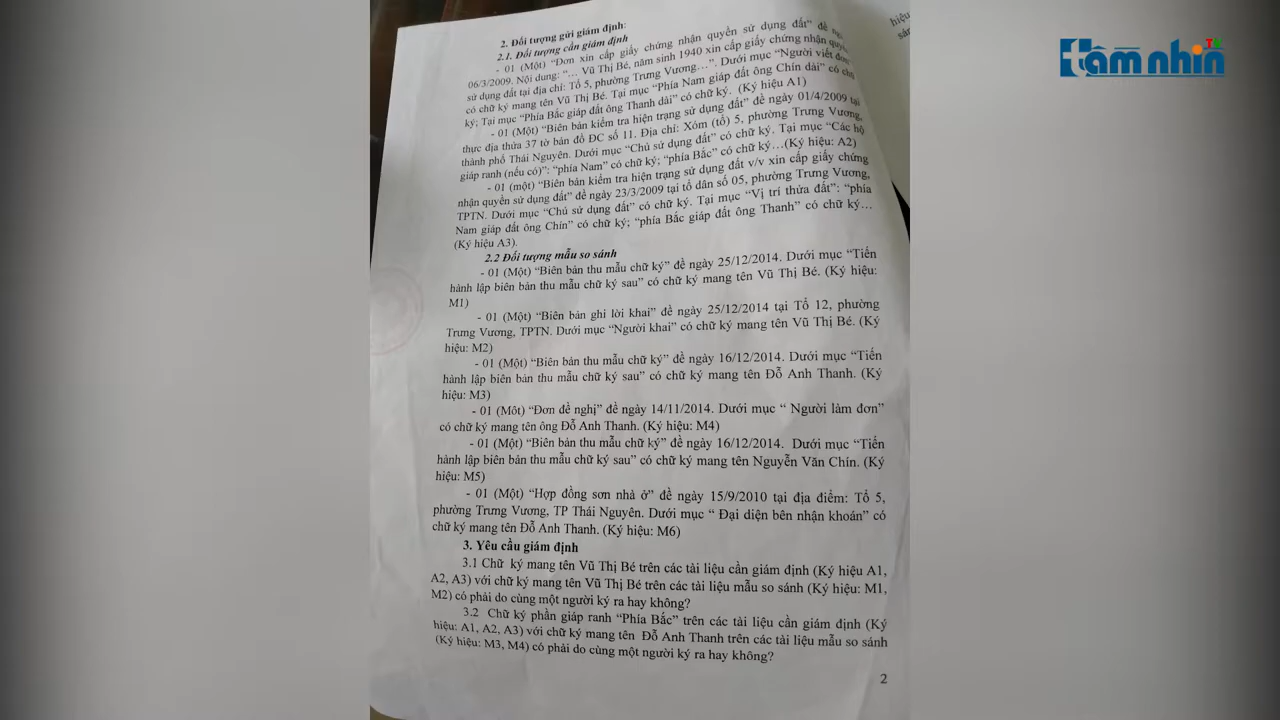 hiệu
2. Đối tượng gửi giám định:
2.1. Đối tượng cần giám định
- 01 (Một) “Đơn xin cấp giấy chứng nhận quyền sử dụng đất” đề
06/3/2009. Nội dung: “… Vũ Thị Bé, năm sinh 1940 xin cấp giấy chứng nhận
sử dụng đất tại địa chỉ: Tổ 5, phường Trưng Vương…”. Dưới mục “Người viết đơn
có chữ ký mang tên Vũ Thị Bé. Tại mục “Phía Nam giáp đất ông Chín dài” có chữ
ký; Tại mục “Phía Bắc giáp đất ông Thanh dài” có chữ ký. (Ký hiệu A1)
- 01 (Một) “Biên bản kiểm tra hiện trạng sử dụng đất” đề ngày 01/4/2009 tại
thực địa thửa 37 tờ bản đồ ĐC số 11. Địa chỉ: Xóm (tổ) 5, phường Trưng Vương,
thành phố Thái Nguyên. Dưới mục “Chủ sử dụng đất” có chữ ký. Tại mục “Các hộ
giáp ranh (nếu có)”: “phía Nam” có chữ ký; “phía Bắc” có chữ ký…(Ký hiệu: A2)
- 01 (một) “Biên bản kiểm tra hiện trạng sử dụng đất v/v xin cấp giấy chứng
nhận quyền sử dụng đất” đề ngày 23/3/2009 tại tổ dân số 05, phường Trưng Vương,
TPTN. Dưới mục “Chủ sử dụng đất” có chữ ký. Tại mục “Vị trí thửa đất”: “phía
Nam giáp đất ông Chín” có chữ ký; “phía Bắc giáp đất ông Thanh” có chữ ký…
(Ký hiệu A3).
2.2 Đối tượng mẫu so sánh
- 01 (Một) “Biên bản thu mẫu chữ ký” đề ngày 25/12/2014. Dưới mục “Tiến
hành lập biên bản thu mẫu chữ ký sau” có chữ ký mang tên Vũ Thị Bé. (Ký hiệu:
M1)
- 01 (Một) “Biên bản ghi lời khai” đề ngày 25/12/2014 tại Tổ 12, phường
Trưng Vương, TPTN. Dưới mục “Người khai” có chữ ký mang tên Vũ Thị Bé. (Ký
hiệu: M2)
- 01 (Một) “Biên bản thu mẫu chữ ký” đề ngày 16/12/2014. Dưới mục “Tiến
hành lập biên bản thu mẫu chữ ký sau” có chữ ký mang tên Đỗ Anh Thanh. (Ký
hiệu: M3)
- 01 (Một) “Đơn đề nghị” đề ngày 14/11/2014. Dưới mục “ Người làm đơn”
có chữ ký mang tên ông Đỗ Anh Thanh. (Ký hiệu: M4)
- 01 (Một) “Biên bản thu mẫu chữ ký” đề ngày 16/12/2014. Dưới mục “Tiến
hành lập biên bản thu mẫu chữ ký sau” có chữ ký mang tên Nguyễn Văn Chín. (Ký
hiệu: M5)
- 01 (Một) “Hợp đồng sơn nhà ở” đề ngày 15/9/2010 tại địa điểm: Tổ 5,
phường Trưng Vương, TP Thái Nguyên. Dưới mục “ Đại diện bên nhận khoán” có
chữ ký mang tên Đỗ Anh Thanh. (Ký hiệu: M6)
3. Yêu cầu giám định
3.1 Chữ ký mang tên Vũ Thị Bé trên các tài liệu cần giám định (Ký hiệu A1,
A2, A3) với chữ ký mang tên Vũ Thị Bé trên các tài liệu mẫu so sánh (Ký hiệu: M1,
M2) có phải do cùng một người ký ra hay không?
3.2 Chữ ký phần giáp ranh “Phía Bắc” trên các tài liệu cần giám định (Ký
hiệu: A1, A2, A3) với chữ ký mang tên Đỗ Anh Thanh trên các tài liệu mẫu so sánh
(Ký hiệu: M3, M4) có phải do cùng một người ký ra hay không?
2
tầm nhìn TV